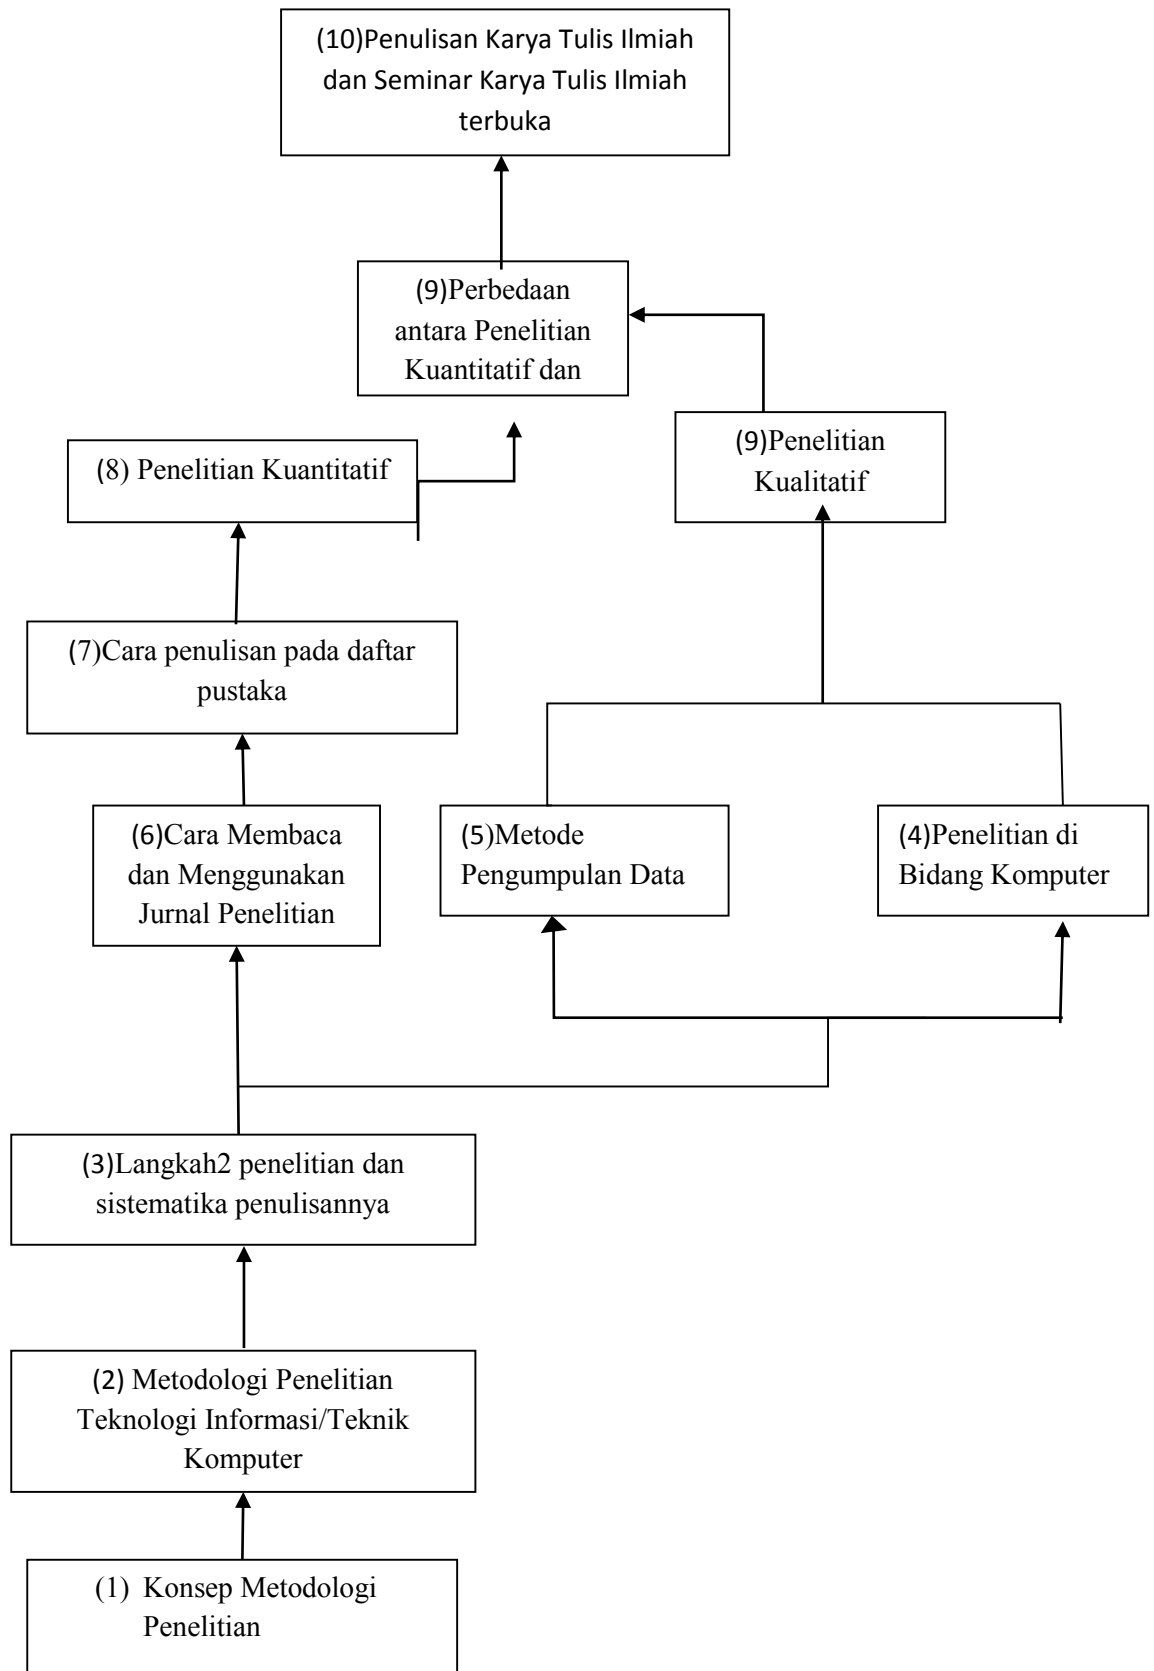 (10)Penulisan Karya Tulis Ilmiah
dan Seminar Karya Tulis Ilmiah
terbuka
(9)Perbedaan
antara Penelitian
Kuantitatif dan
(8) Penelitian Kuantitatif
(9)Penelitian
Kualitatif
(7)Cara penulisan pada daftar
pustaka
(6)Cara Membaca
dan Menggunakan
Jurnal Penelitian
(5)Metode
Pengumpulan Data
(4)Penelitian di
Bidang Komputer
(3)Langkah2 penelitian dan
sistematika penulisannya
(2) Metodologi Penelitian
Teknologi Informasi/Teknik
Komputer
(1) Konsep Metodologi
Penelitian